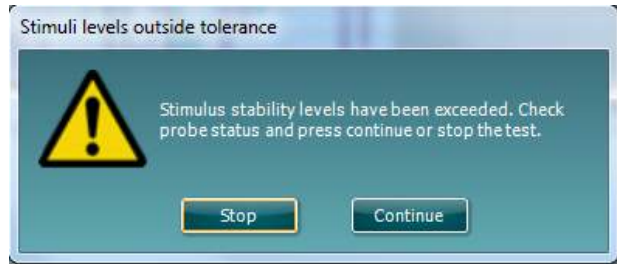 Stimuli levels outside tolerance
Stimulus stability levels have been exceeded. Check
probe status and press continue or stop the test.
Stop
Continue